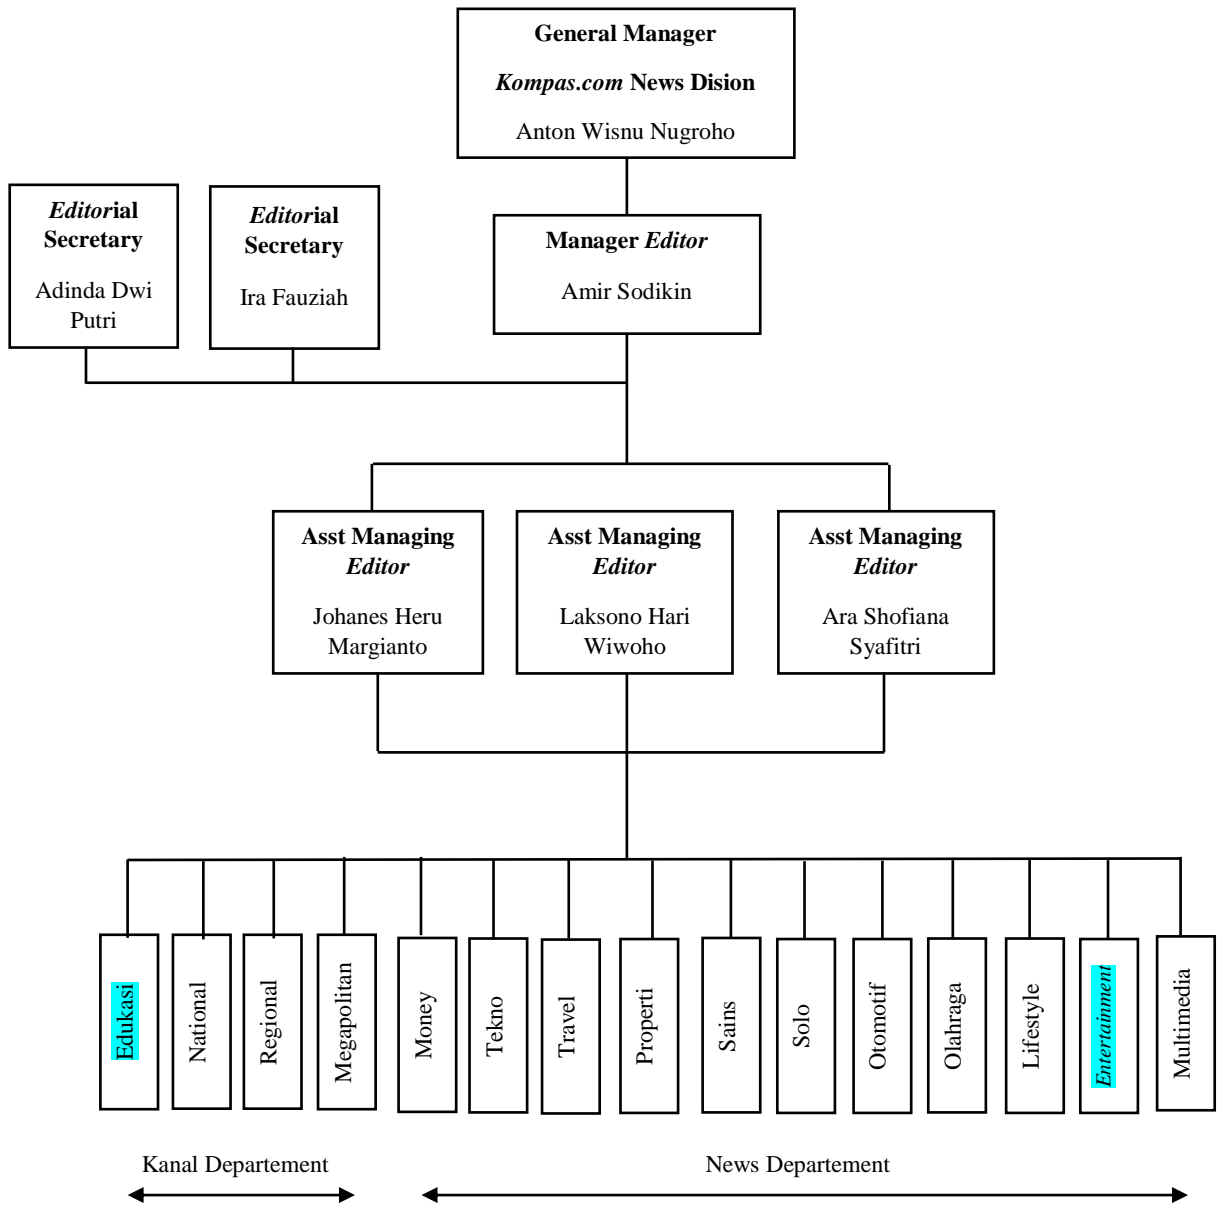 General Manager
Kompas.com News Dision
Anton Wisnu Nugroho
Editorial
Secretary
Adinda Dwi
Putri
Editorial
Secretary
Ira Fauziah
Manager Editor
Amir Sodikin
Asst Managing
Editor
Johanes Heru
Margianto
Asst Managing
Editor
Laksono Hari
Wiwoho
Asst Managing
Editor
Ara Shofiana
Syafitri
Edukasi
National
Regional
Megapolitan
Money
Tekno
Travel
Properti
Sains
Solo
Otomotif
Olahraga
Lifestyle
Entertainment
Multimedia
Kanal Departement
News Departement